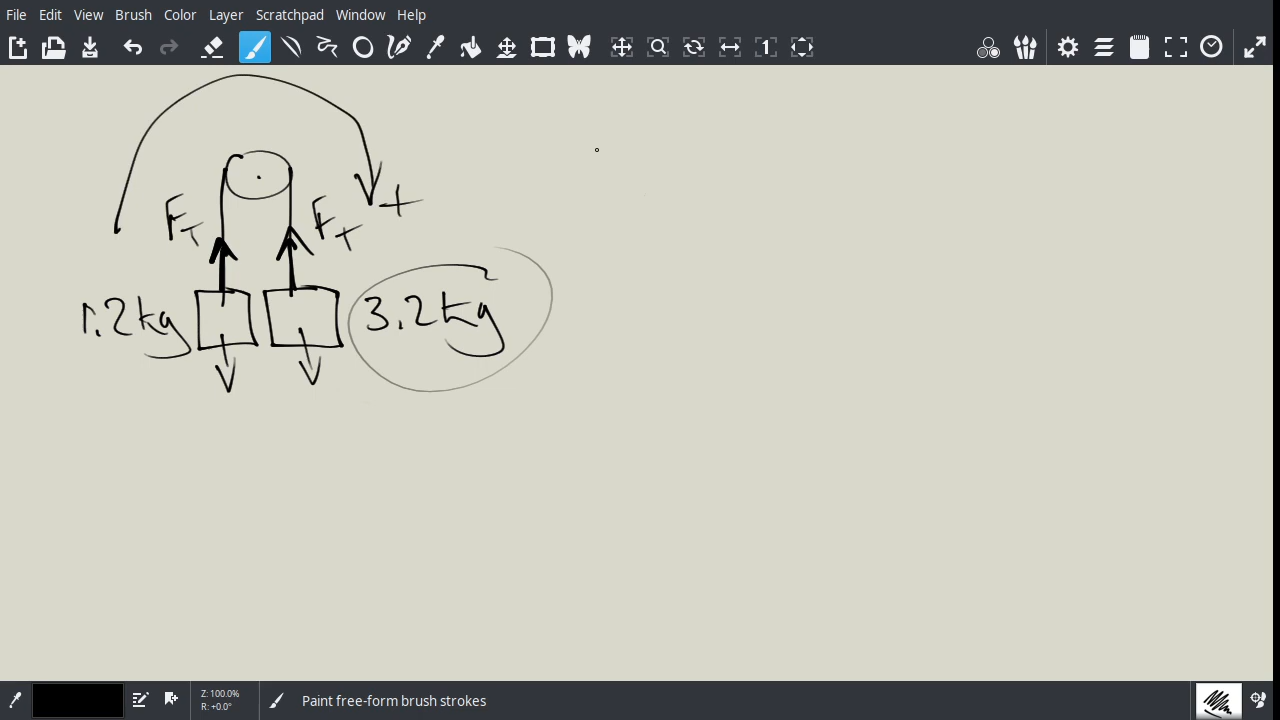 File Edit View Brush Color Layer Scratchpad Window Help
1
+
F_T F_T
1.2kg 3.2kg
Z: 100.0%
R: +0.0°
Paint free-form brush strokes